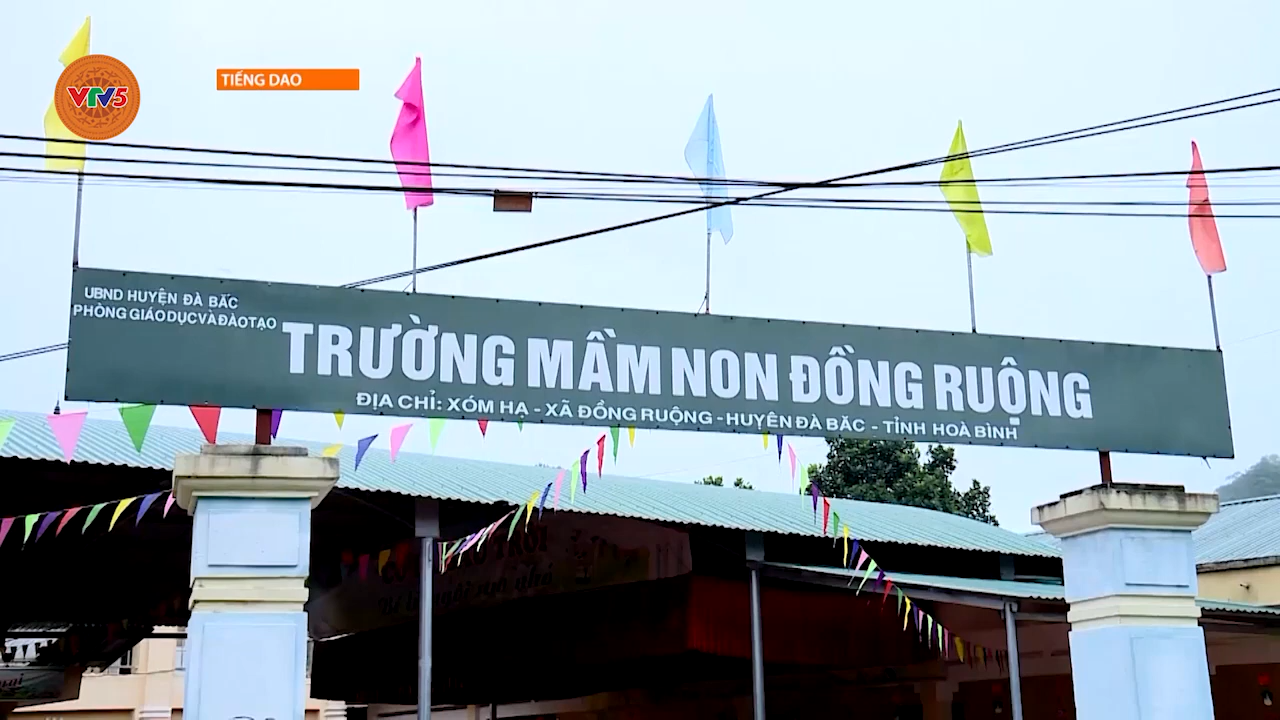 VTV5
TIẾNG DAO
UBND HUYỆN ĐÀ BẮC
PHÒNG GIÁO DỤC VÀ ĐÀO TẠO
TRƯỜNG MẦM NON ĐỒNG RUỘNG
ĐỊA CHỈ: XÓM HẠ - XÃ ĐỒNG RUỘNG - HUYỆN ĐÀ BẮC - TỈNH HOÀ BÌNH